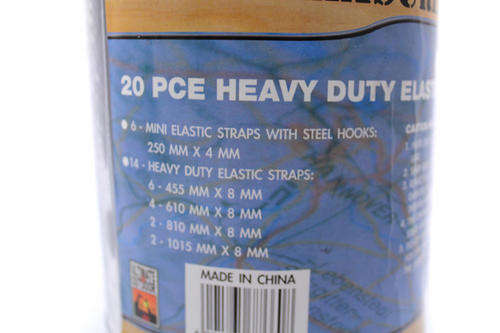 20 PCE HEAVY DUTY
6 - MINI ELASTIC STRAPS WITH STEEL HOOKS:
250 MM X 4 MM
14 - HEAVY DUTY ELASTIC STRAPS:
6 - 455 MM X 8 MM
4 - 610 MM X 8 MM
2 - 810 MM X 8 MM
2 - 1015 MM X 8 MM
HANNOVER
MADE IN CHINA